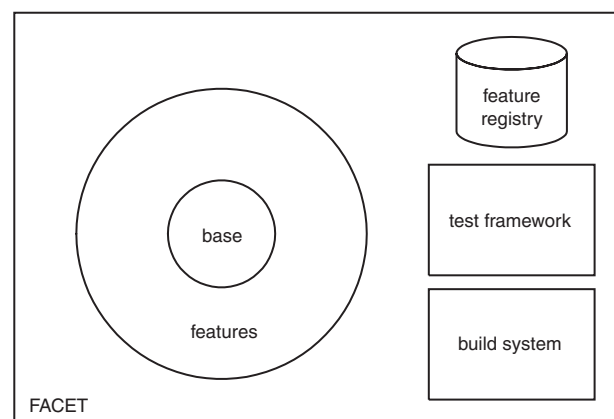 feature
registry
test framework
base
features
build system
FACET